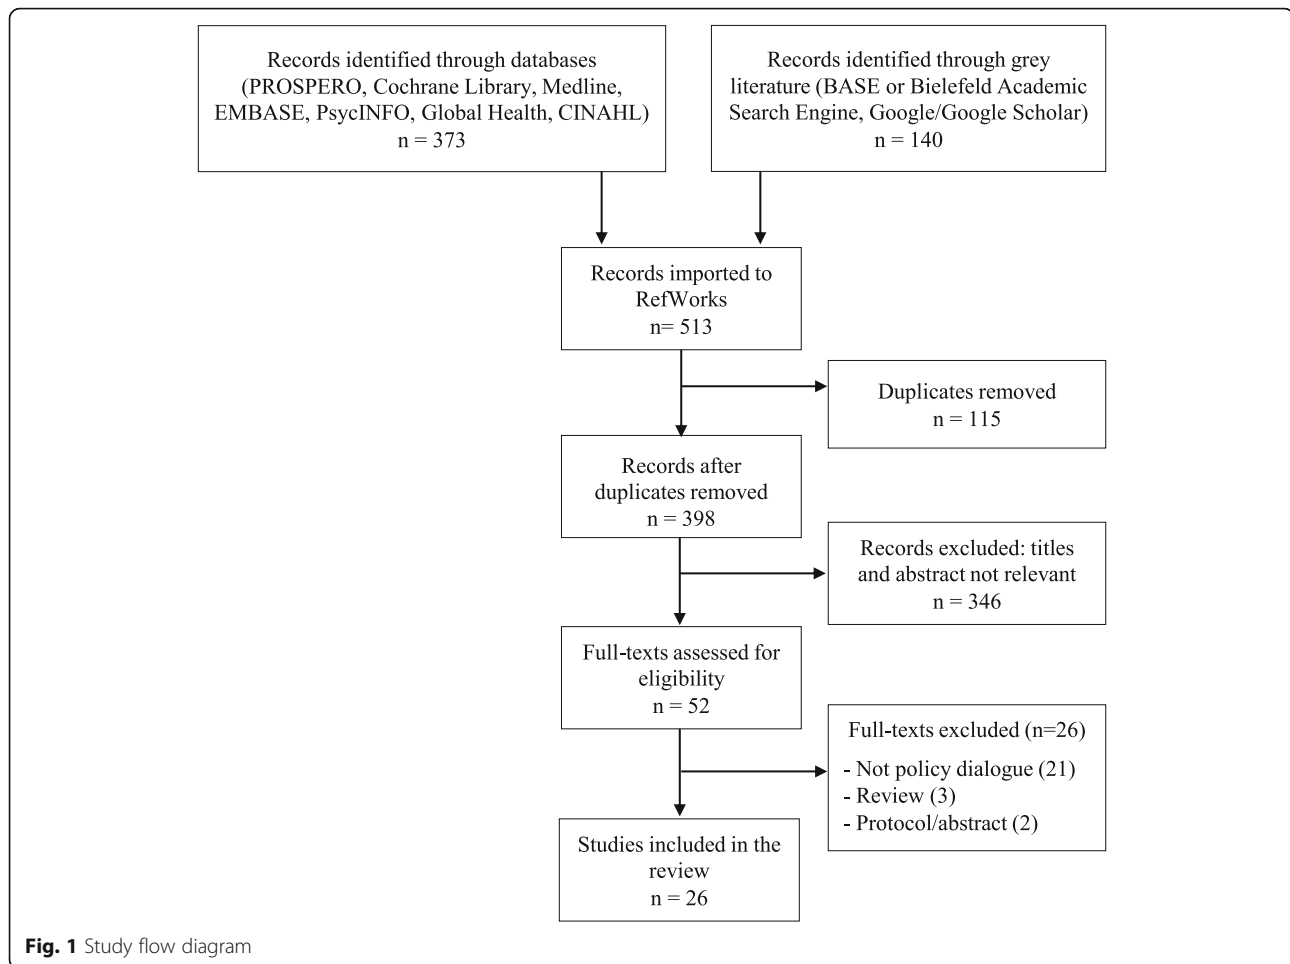 Records identified through databases
(PROSPERO, Cochrane Library, Medline,
EMBASE, PsycINFO, Global Health, CINAHL)
n = 373
Records identified through grey
literature (BASE or Bielefeld Academic
Search Engine, Google/Google Scholar)
n = 140
Records imported to
RefWorks
n= 513
Duplicates removed
n = 115
Records after
duplicates removed
n = 398
Records excluded: titles
and abstract not relevant
n = 346
Full-texts assessed for
eligibility
n = 52
Full-texts excluded (n=26)
- Not policy dialogue (21)
- Review (3)
- Protocol/abstract (2)
Studies included in the
review
n = 26
Fig. 1 Study flow diagram